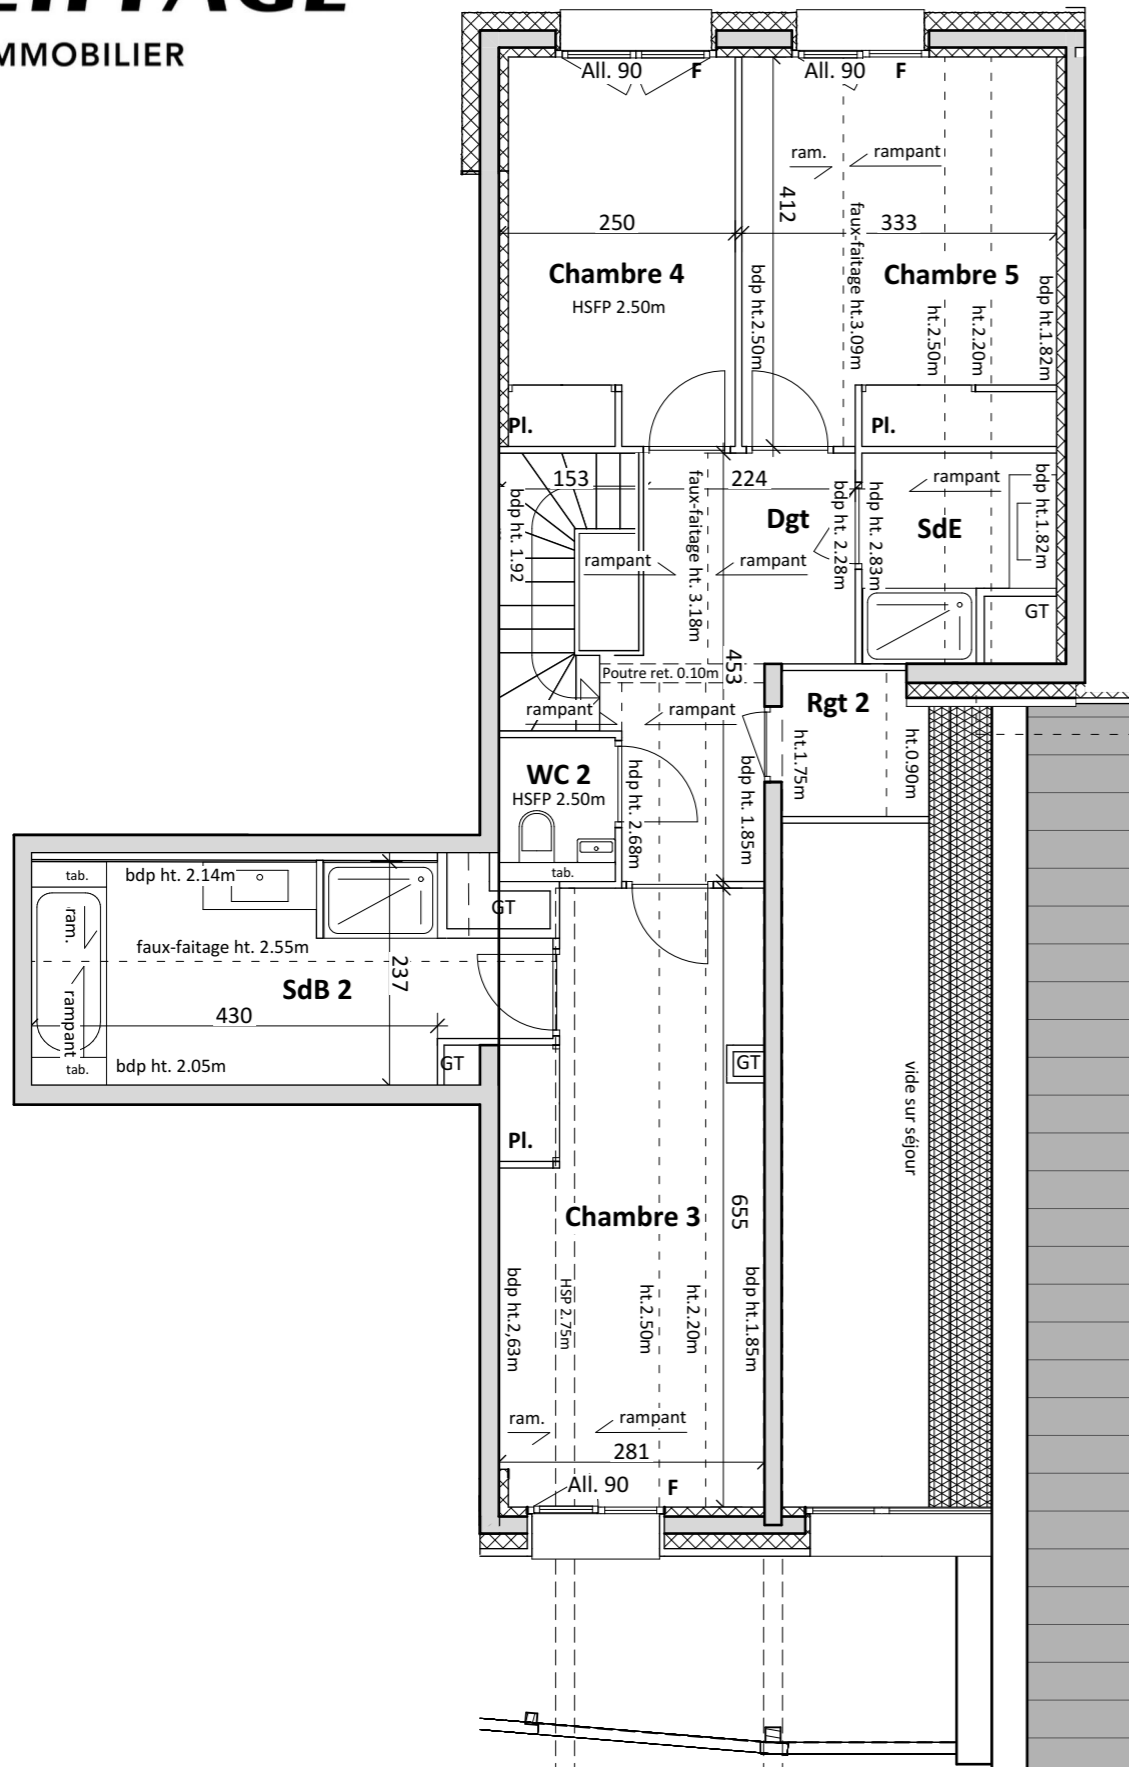 EIFFAGE
IMMOBILIER
All. 90
F
All. 90
F
ram.
rampant
412
250
333
faux-faitage ht.3.09m
Chambre 4
HSFP 2.50m
Chambre 5
bdp ht.2.50m
ht.2.50m
ht.2.20m
bdp ht.1.82m
Pl.
Pl.
153
224
rampant
bdp ht. 1.92
faux-faitage ht. 3.18m
Dgt
bdp ht. 2.28m
hdp ht. 2.83m
SdE
bdp ht.1.82m
rampant
rampant
GT
453
Poutre ret. 0.10m
rampant
rampant
Rgt 2
ht.1.75m
ht.0.90m
WC 2
HSFP 2.50m
hdp ht. 2.68m
bdp ht. 1.85m
tab.
tab.
bdp ht. 2.14m
GT
ram.
faux-faitage ht. 2.55m
SdB 2
237
430
rampant
tab.
bdp ht. 2.05m
GT
GT
vide sur séjour
Pl.
Chambre 3
655
bdp ht.2,63m
HSP 2.75m
ht.2.50m
ht.2.20m
bdp ht.1.85m
ram.
rampant
281
All. 90
F